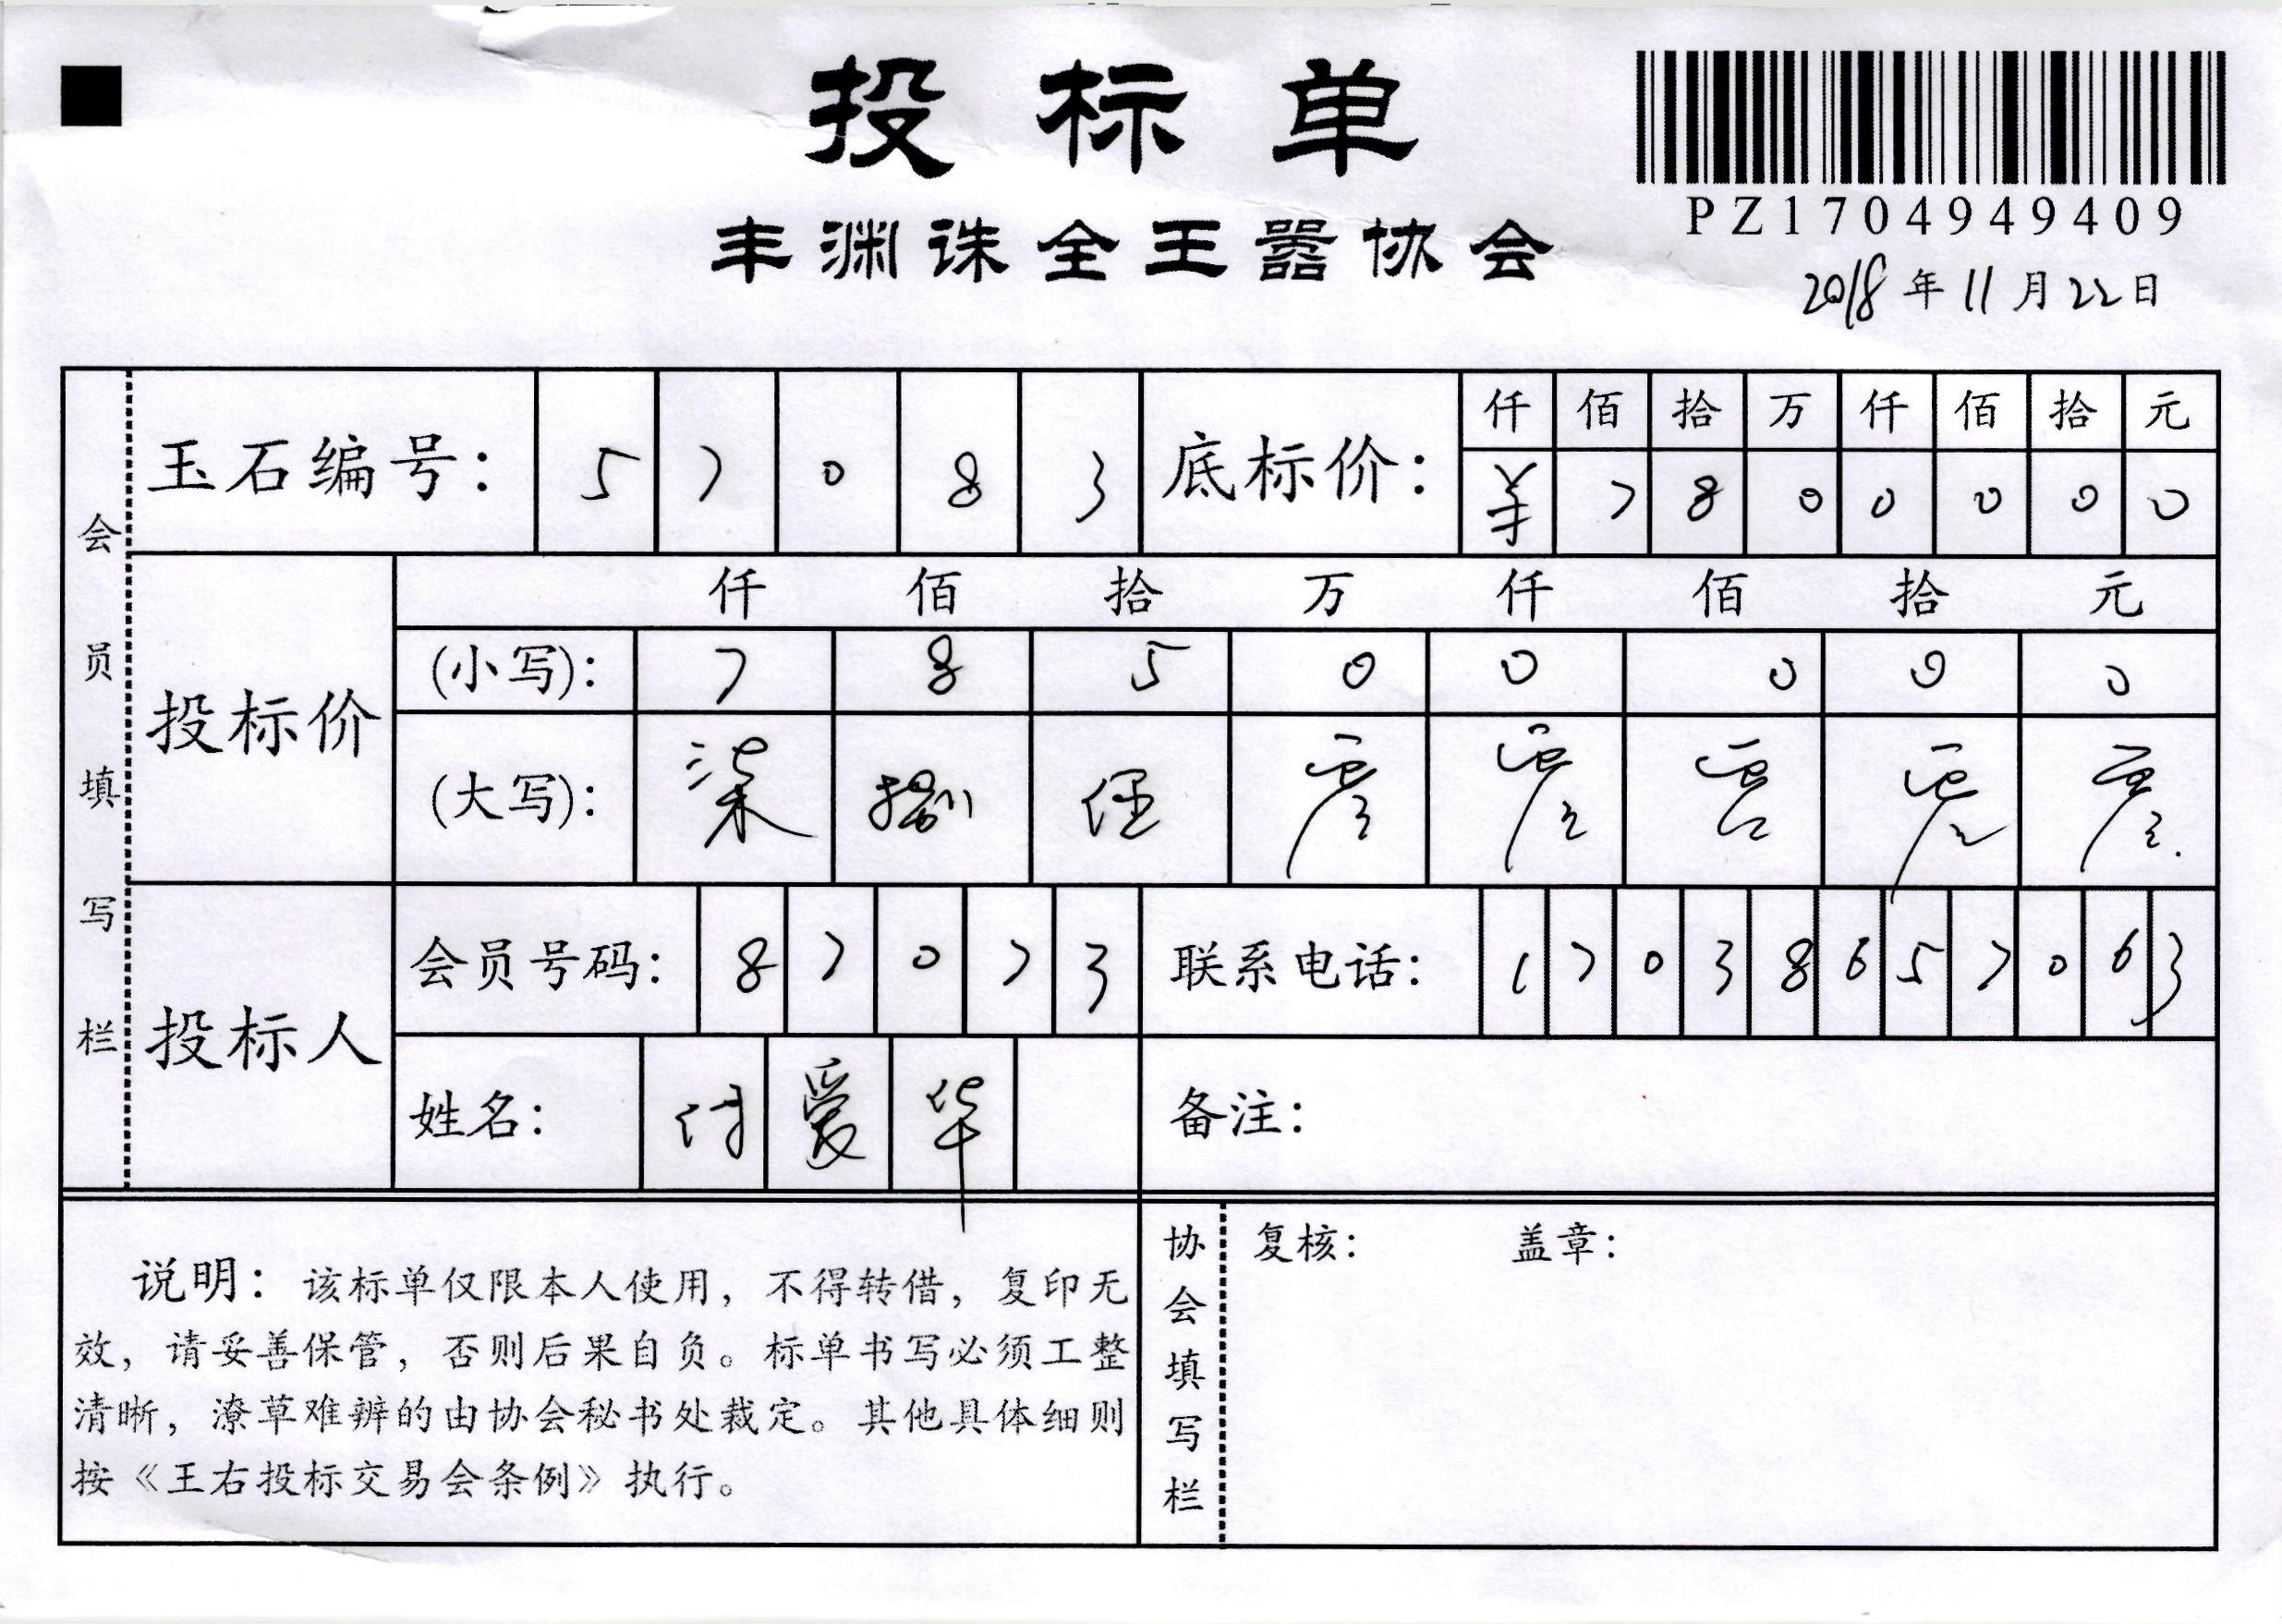 投标单
PZ1704949409
丰渊诛全王嚣协会
2018年11月22日
会员填写栏
玉石编号： 5 7 0 8 3
底标价： 仟 佰 拾 万 仟 佰 拾 元
¥ 7 8 0 0 0 0 0
投标价
仟 佰 拾 万 仟 佰 拾 元
(小写)： 7 8 5 0 0 0 0 0
(大写)： 柒 捌 伍 零 零 零 零 零
投标人
会员号码： 8 7 0 7 3
联系电话： 1 7 0 3 8 6 5 7 0 6 3
姓名： 付 爱 华
备注：
说明：该标单仅限本人使用，不得转借，复印无
效，请妥善保管，否则后果自负。标单书写必须工整
清晰，潦草难辨的由协会秘书处裁定。其他具体细则
按《王右投标交易会条例》执行。
协会填写栏
复核： 盖章：